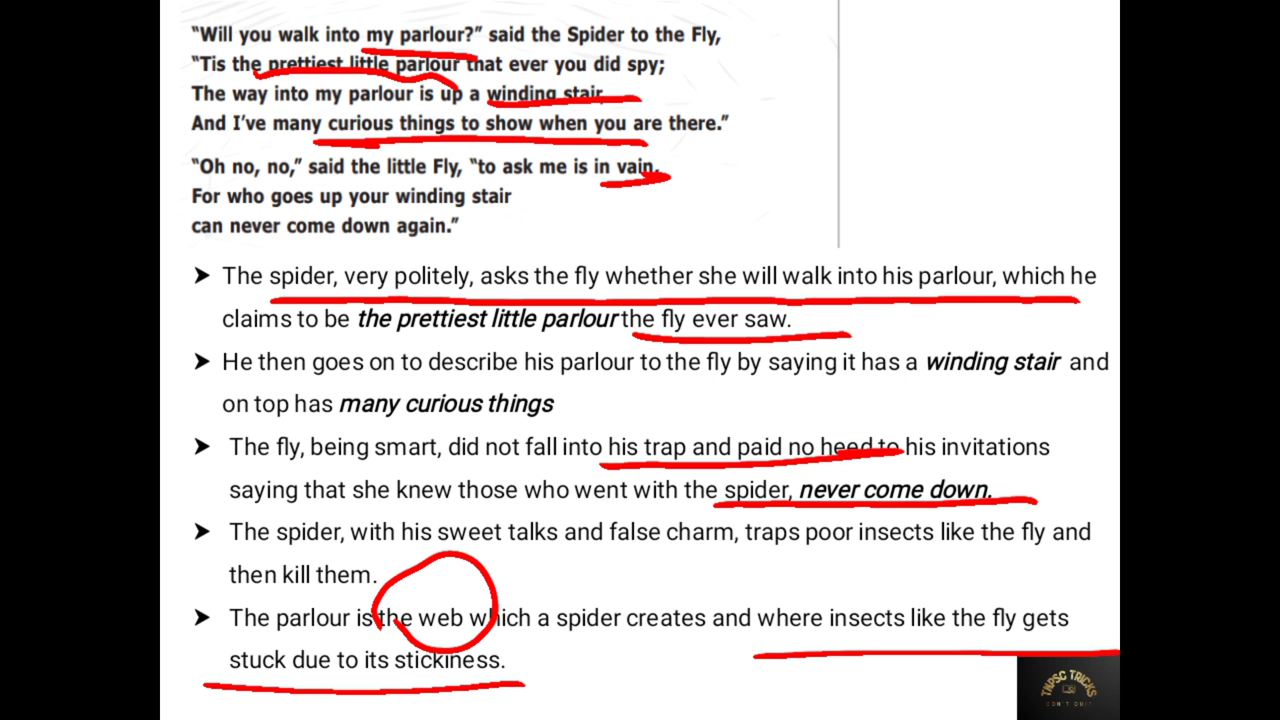 “Will you walk into my parlour?” said the Spider to the Fly,
“Tis the prettiest little parlour that ever you did spy;
The way into my parlour is up a winding stair,
And I’ve many curious things to show when you are there.”
“Oh no, no,” said the little Fly, “to ask me is in vain,
For who goes up your winding stair
can never come down again.”
➤ The spider, very politely, asks the fly whether she will walk into his parlour, which he
claims to be the prettiest little parlour the fly ever saw.
➤ He then goes on to describe his parlour to the fly by saying it has a winding stair and
on top has many curious things
➤ The fly, being smart, did not fall into his trap and paid no heed to his invitations
saying that she knew those who went with the spider, never come down.
➤ The spider, with his sweet talks and false charm, traps poor insects like the fly and
then kill them.
➤ The parlour is the web which a spider creates and where insects like the fly gets
stuck due to its stickiness.
TNPSC TRICKS
DON'T QUIT